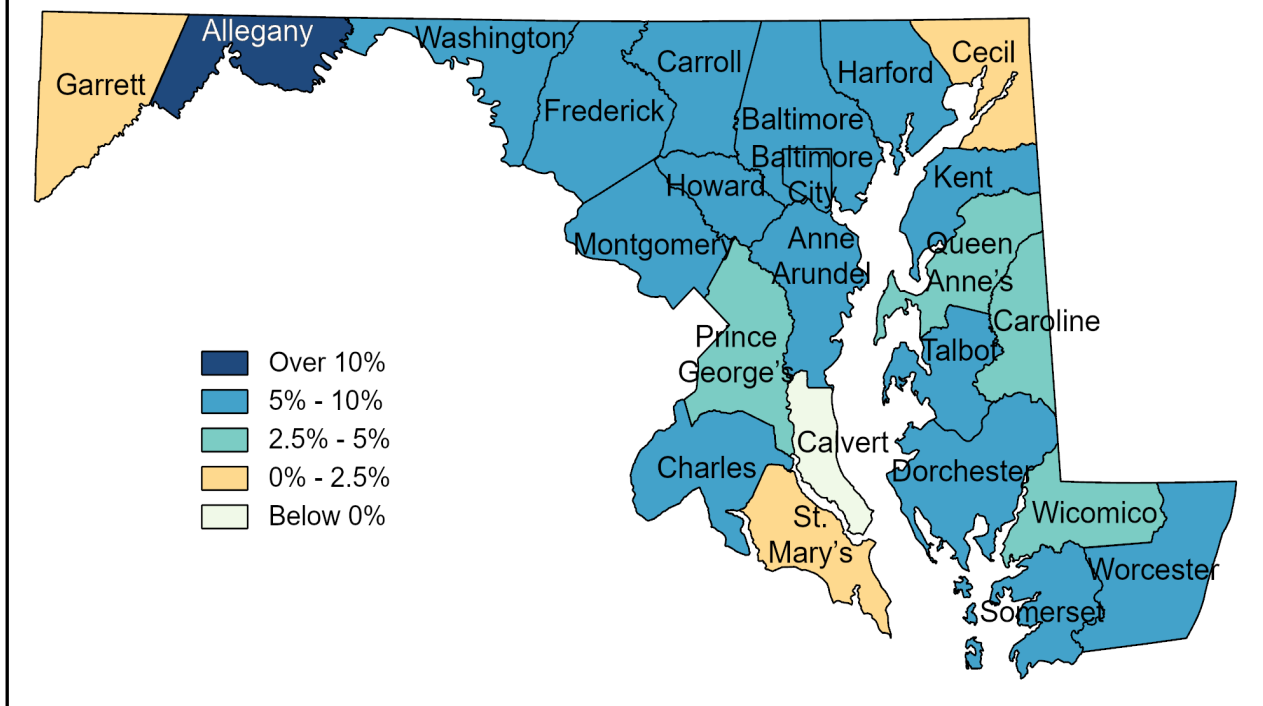 Allegany
Washington
Cecil
Garrett
Carroll
Harford
Frederick
Baltimore
Baltimore
City
Howard
Kent
Montgomery
Anne
Arundel
Queen
Anne's
Caroline
Prince
George's
Talbot
Over 10%
5% - 10%
2.5% - 5%
0% - 2.5%
Below 0%
Calvert
Charles
Dorchester
St.
Mary's
Wicomico
Worcester
Somerset